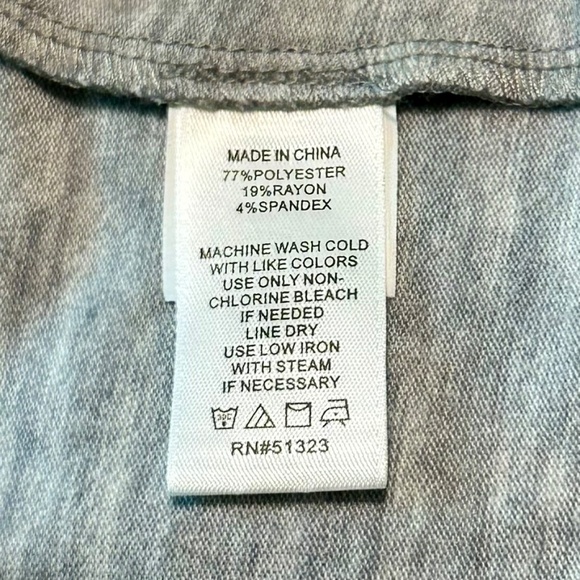 MADE IN CHINA
77%POLYESTER
19%RAYON
4%SPANDEX
MACHINE WASH COLD
WITH LIKE COLORS
USE ONLY NON-
CHLORINE BLEACH
IF NEEDED
LINE DRY
USE LOW IRON
WITH STEAM
IF NECESSARY
30C
RN#51323